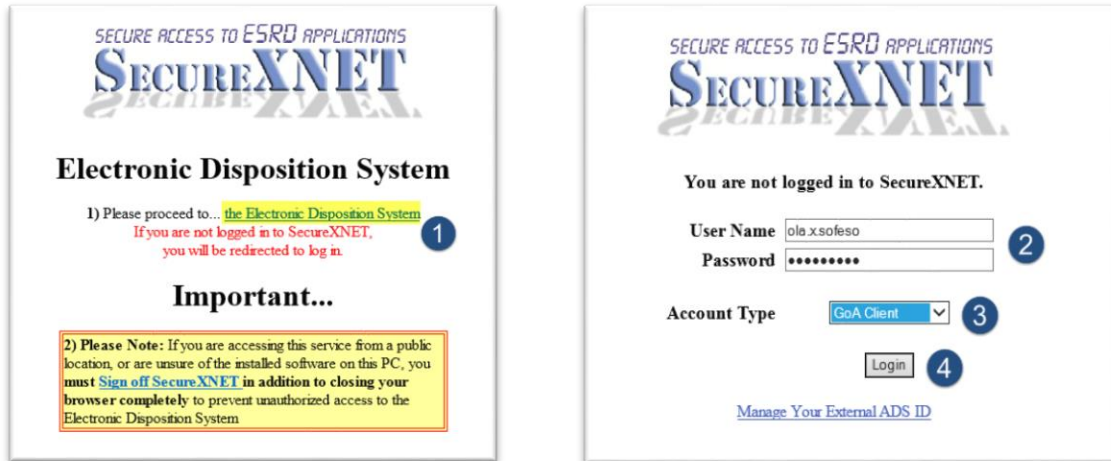 SECURE ACCESS TO ESRD APPLICATIONS
SECUREXNET
Electronic Disposition System
1) Please proceed to... the Electronic Disposition System
If you are not logged in to SecureXNET,
you will be redirected to log in.
1
Important...
2) Please Note: If you are accessing this service from a public
location, or are unsure of the installed software on this PC, you
must Sign off SecureXNET in addition to closing your
browser completely to prevent unauthorized access to the
Electronic Disposition System
SECURE ACCESS TO ESRD APPLICATIONS
SECUREXNET
You are not logged in to SecureXNET.
User Name ola.x.sofeso
2
Password •••••••••
Account Type GoA Client 3
Login 4
Manage Your External ADS ID